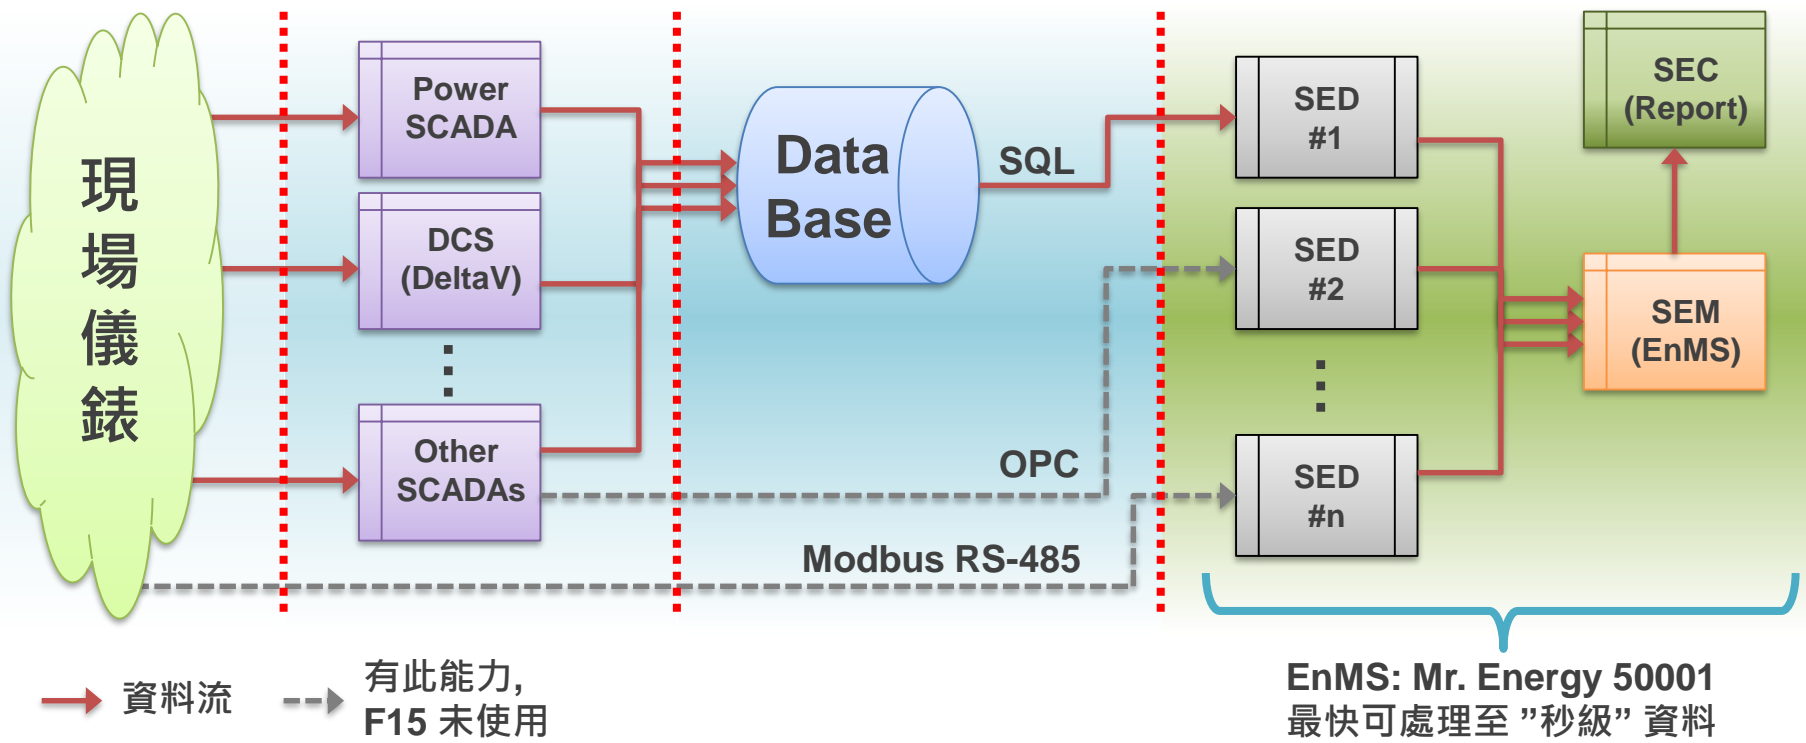 現場儀錶
Power
SCADA
DCS
(DeltaV)
Other
SCADAs
Data
Base
SQL
OPC
Modbus RS-485
SED
#1
SED
#2
SED
#n
SEC
(Report)
SEM
(EnMS)
資料流
有此能力,
F15 未使用
EnMS: Mr. Energy 50001
最快可處理至 ”秒級” 資料